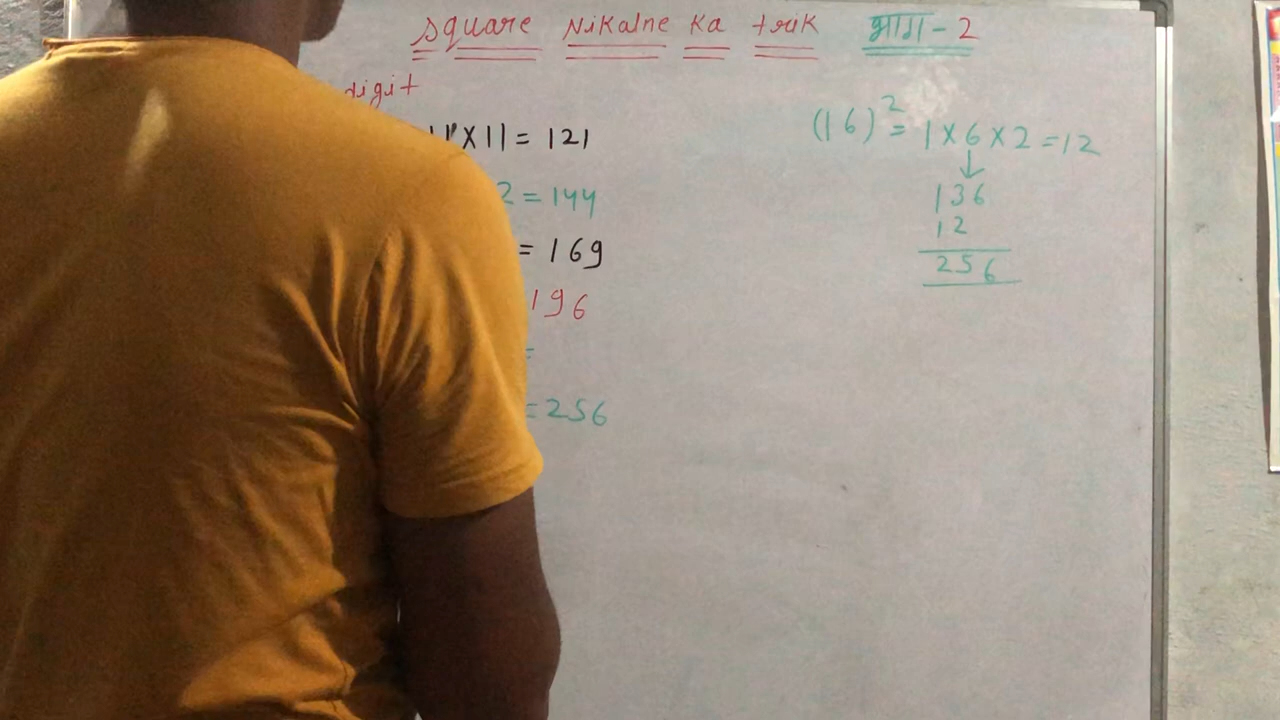 Square Nikalne Ka trik भाग - 2
digit
11 X 11 = 121
2 = 144
= 169
196
=
= 256
(16)² = 1 X 6 X 2 = 12
↓
136
12
256